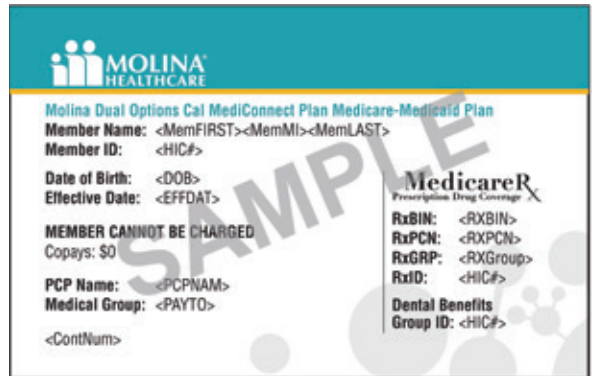 MOLINA®
HEALTHCARE
Molina Dual Options Cal MediConnect Plan Medicare-Medicaid Plan
Member Name: <MemFIRST><MemMI><MemLAST>
Member ID: <HIC#>
Date of Birth: <DOB>
Effective Date: <EFFDAT>
MEMBER CANNOT BE CHARGED
Copays: $0
PCP Name: <PCPNAM>
Medical Group: <PAYTO>
<ContNum>
SAMPLE
MedicareRx
Prescription Drug Coverage
RxBIN: <RXBIN>
RxPCN: <RXPCN>
RxGRP: <RXGroup>
RxID: <HIC#>
Dental Benefits
Group ID: <HIC#>